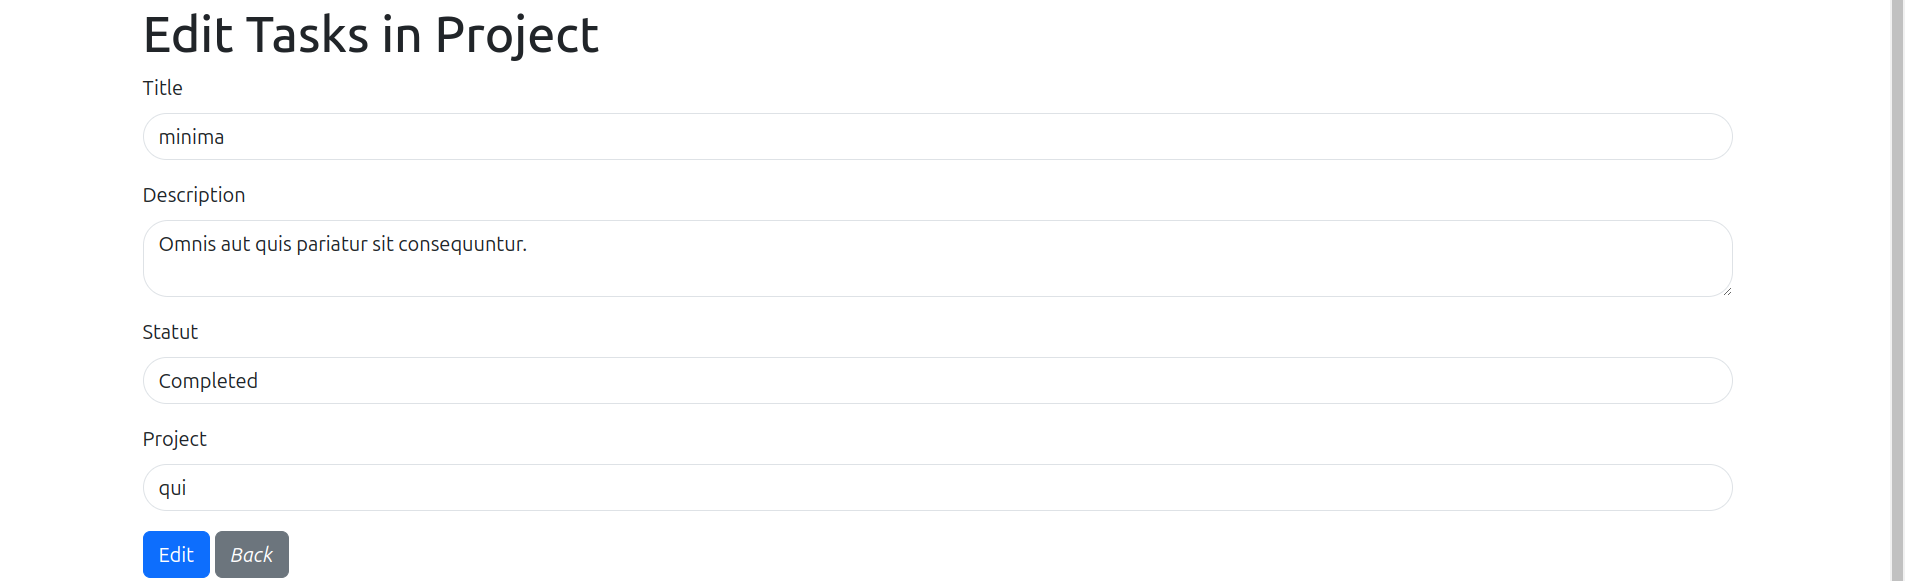 Edit Tasks in Project
Title
minima
Description
Omnis aut quis pariatur sit consequuntur.
Statut
Completed
Project
qui
Edit Back